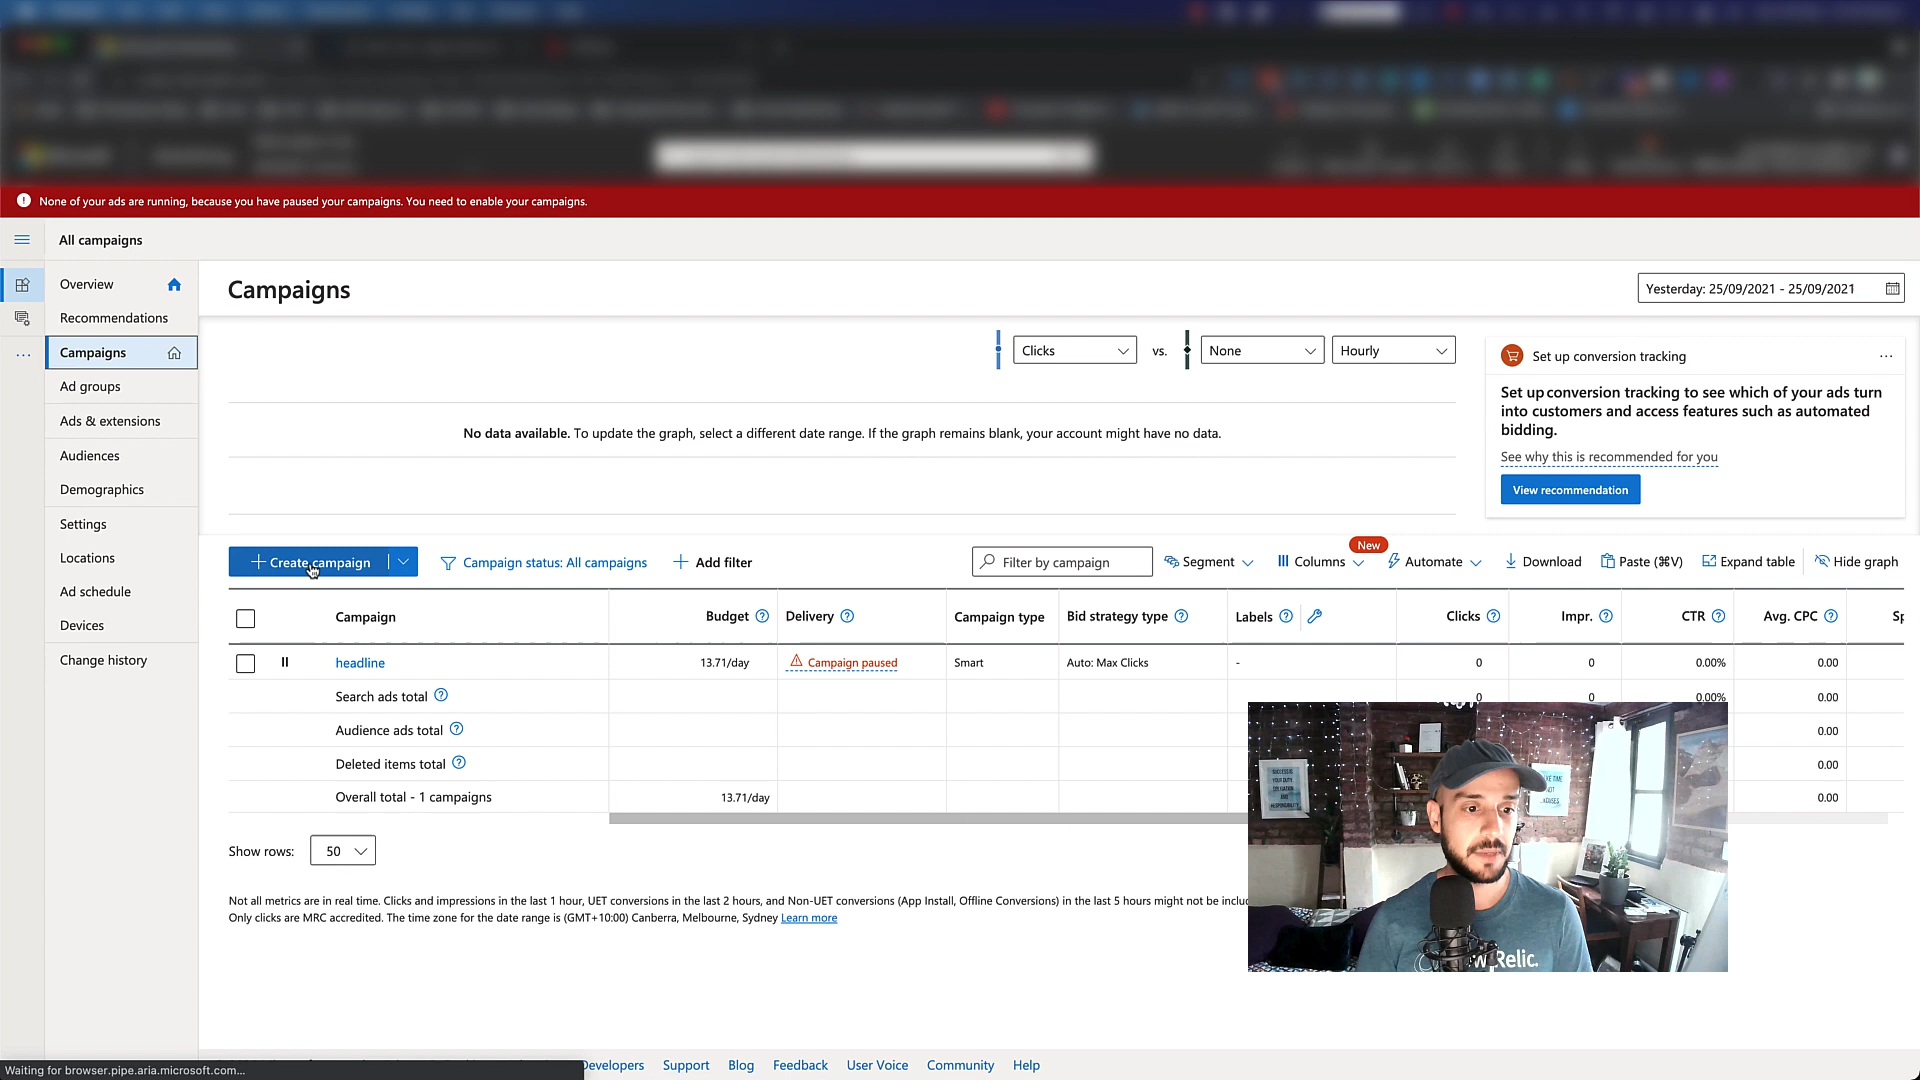 None of your ads are running, because you have paused your campaigns. You need to enable your campaigns.
All campaigns
Overview
Recommendations
Campaigns
Ad groups
Ads & extensions
Audiences
Demographics
Settings
Locations
Ad schedule
Devices
Change history
Campaigns
Yesterday: 25/09/2021 - 25/09/2021
Clicks vs. None Hourly
No data available. To update the graph, select a different date range. If the graph remains blank, your account might have no data.
Set up conversion tracking
Set up conversion tracking to see which of your ads turn
into customers and access features such as automated
bidding.
See why this is recommended for you
View recommendation
Create campaign Campaign status: All campaigns Add filter Filter by campaign Segment Columns New Automate Download Paste (⌘V) Expand table Hide graph
Campaign Budget Delivery Campaign type Bid strategy type Labels Clicks Impr. CTR Avg. CPC Sp
headline 13.71/day Campaign paused Smart Auto: Max Clicks - 0 0 0.00% 0.00
Search ads total 0 0 0.00% 0.00
Audience ads total 0.00
Deleted items total 0.00
Overall total - 1 campaigns 13.71/day 0.00
Show rows: 50
Not all metrics are in real time. Clicks and impressions in the last 1 hour, UET conversions in the last 2 hours, and Non-UET conversions (App Install, Offline Conversions) in the last 5 hours might not be inclu
Only clicks are MRC accredited. The time zone for the date range is (GMT+10:00) Canberra, Melbourne, Sydney Learn more
SUCCESS IS
YOUR DUTY,
OBLIGATION
AND
RESPONSIBILITY
w Relic.
Developers Support Blog Feedback User Voice Community Help
Waiting for browser.pipe.aria.microsoft.com...